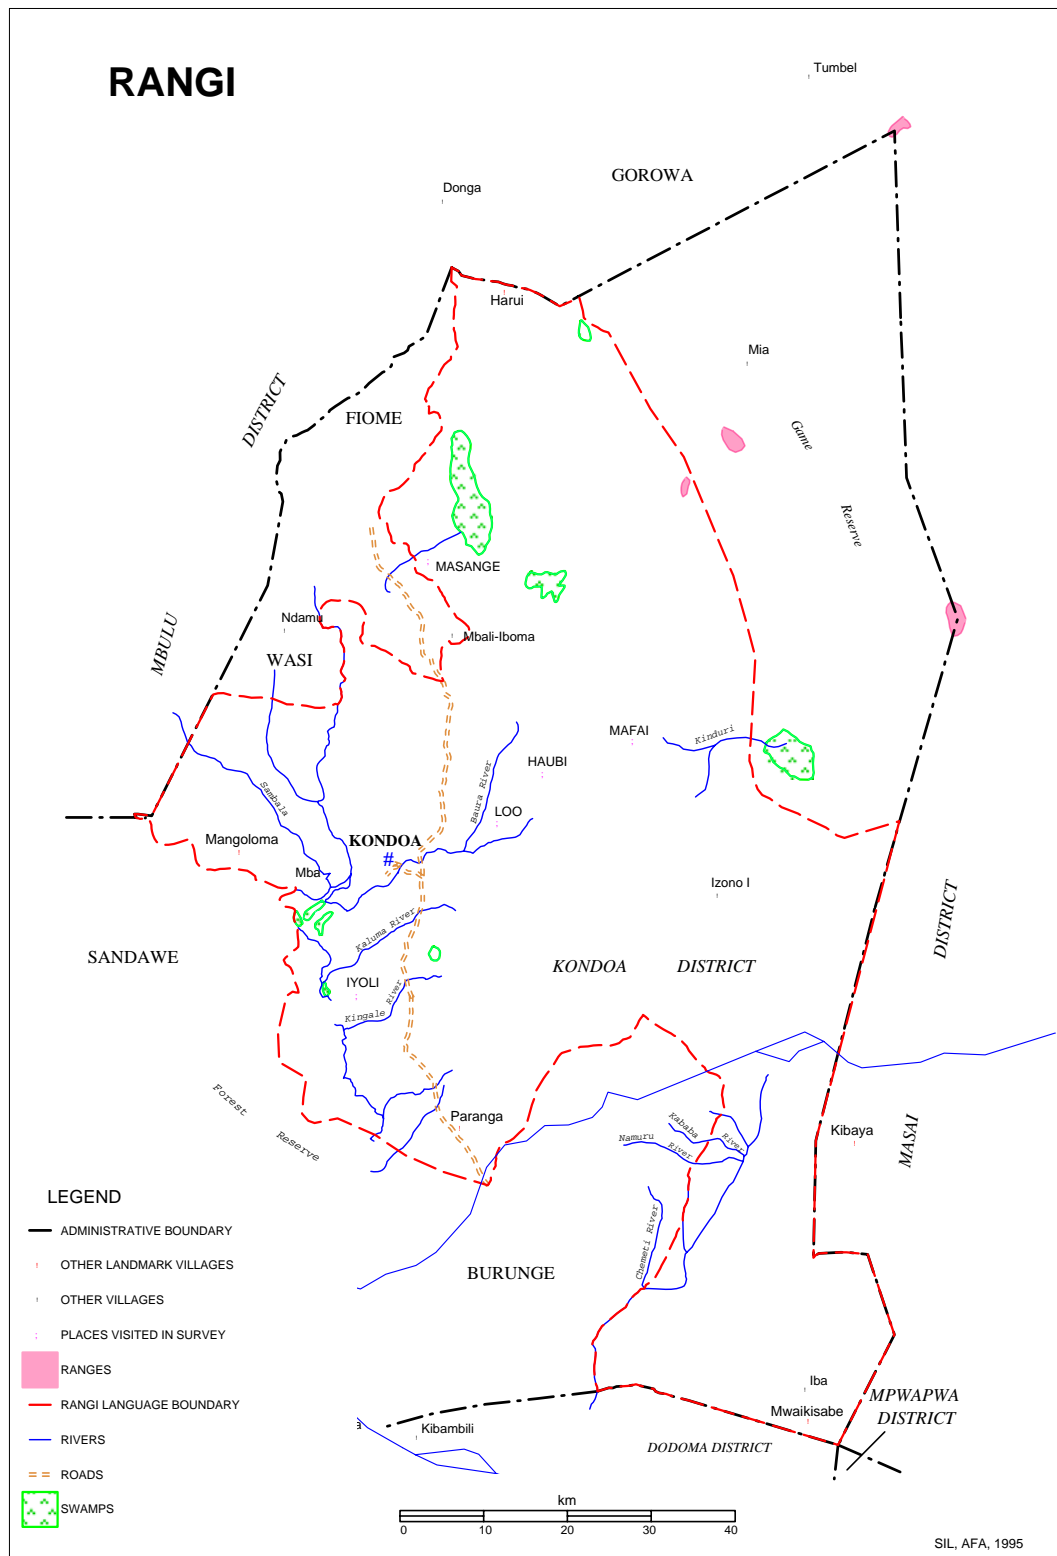 RANGI
Tumbel
GOROWA
Donga
Harui
Mia
DISTRICT
FIOME
Game
Reserve
MASANGE
MBULU
Ndamu
Mbali-Iboma
WASI
MAFAI
Kinduri
HAUBI
Baura River
Sambala
LOO
Mangoloma
KONDOA
#
Mba
Izono I
DISTRICT
Kaluma River
SANDAWE
KONDOA DISTRICT
IYOLI
Kingale River
Forest
Reserve
Paranga
Kababa
River
Namuru
River
Kibaya
MASAI
Chemeti River
BURUNGE
LEGEND
ADMINISTRATIVE BOUNDARY
OTHER LANDMARK VILLAGES
OTHER VILLAGES
PLACES VISITED IN SURVEY
RANGES
RANGI LANGUAGE BOUNDARY
RIVERS
ROADS
SWAMPS
Iba
MPWAPWA
DISTRICT
Mwaikisabe
a
Kibambili
DODOMA DISTRICT
km
0 10 20 30 40
SIL, AFA, 1995